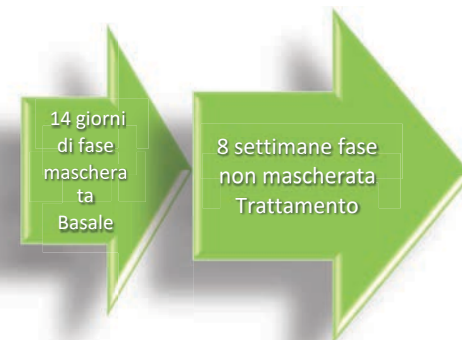 14 giorni
di fase
maschera
ta
Basale
8 settimane fase
non mascherata
Trattamento